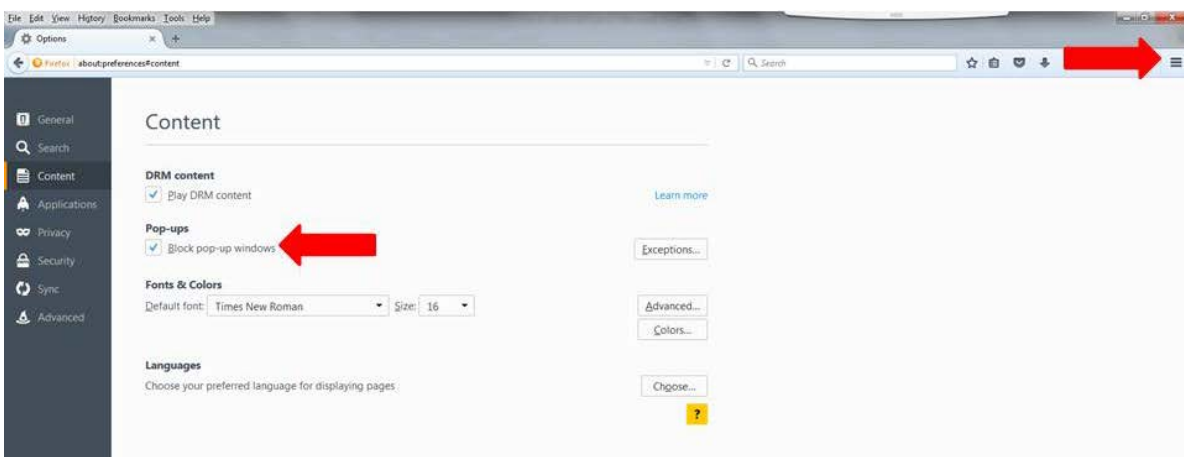 File Edit View History Bookmarks Tools Help
Options × +
Firefox about:preferences#content Search
General
Search
Content
Applications
Privacy
Security
Sync
Advanced
Content
DRM content
Play DRM content Learn more
Pop-ups
Block pop-up windows Exceptions...
Fonts & Colors
Default font: Times New Roman Size: 16 Advanced...
Colors...
Languages
Choose your preferred language for displaying pages Choose...
?